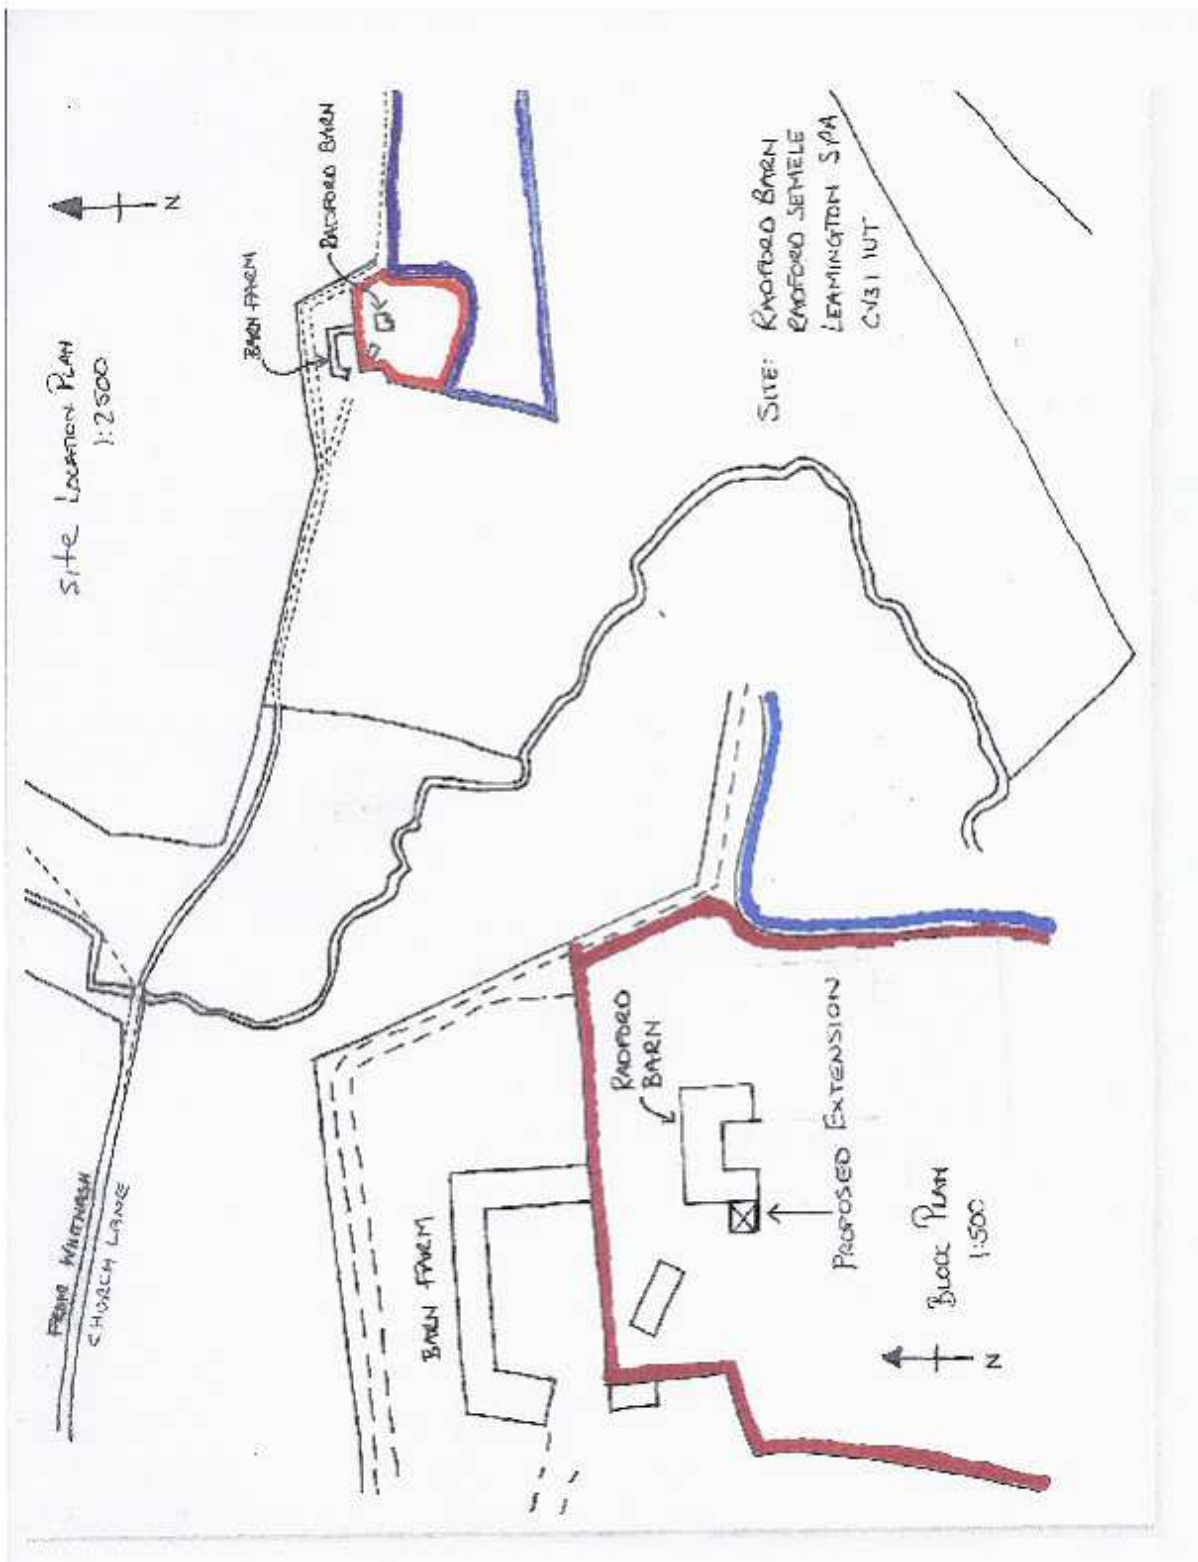 Site LOCATION PLAN
1:2500
N
BARN FARM
RADFORD BARN
FROM WHITNASH
CHURCH LANE
SITE: RADFORD BARN
RADFORD SEMELE
LEAMINGTON SPA
CV31 1UT
BARN FARM
RADFORD
BARN
PROPOSED EXTENSION
BLOCK PLAN
1:500
N